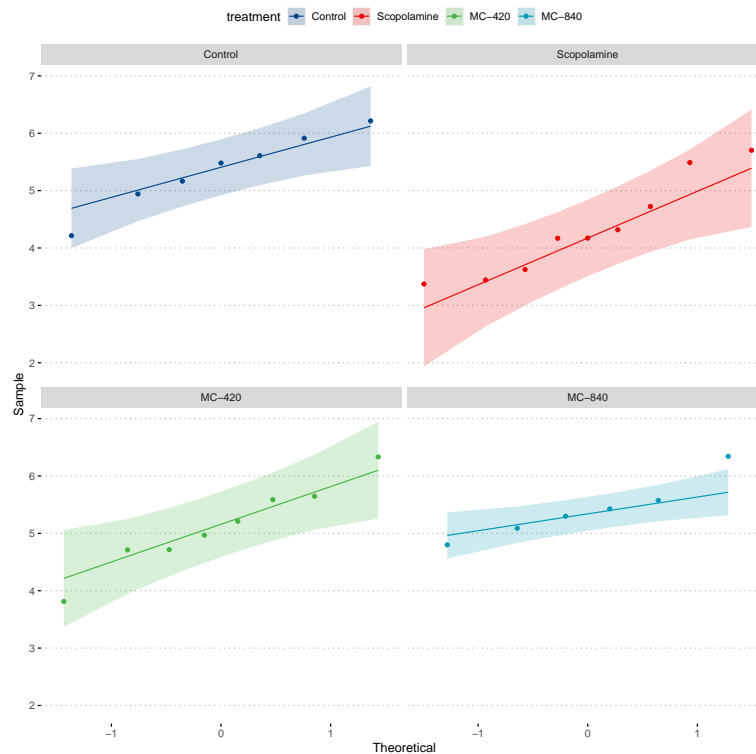 treatment Control Scopolamine MC−420 MC−840
Control Scopolamine
7
6
5
4
3
2
Sample
MC−420 MC−840
7
6
5
4
3
2
−1 0 1 −1 0 1
Theoretical